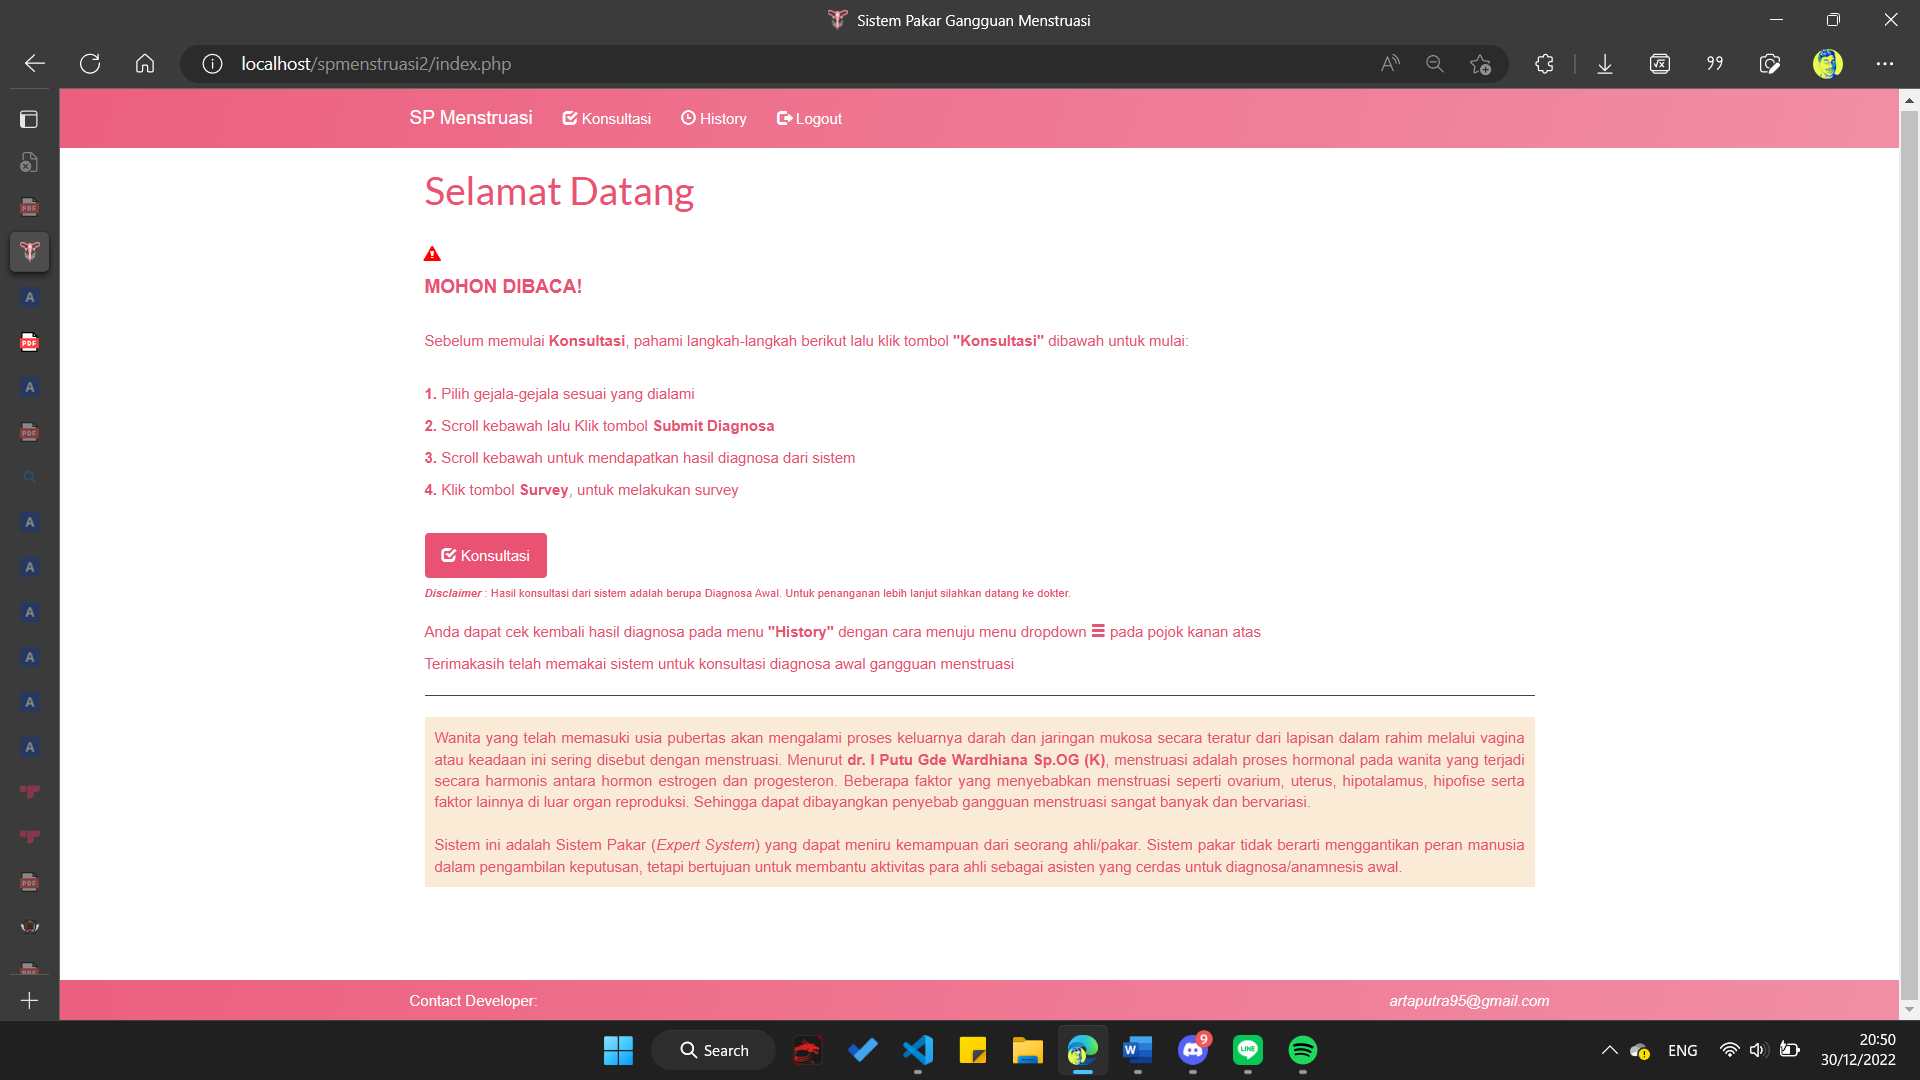 Sistem Pakar Gangguan Menstruasi
localhost/spmenstruasi2/index.php
SP Menstruasi
Konsultasi
History
Logout
Selamat Datang
MOHON DIBACA!
Sebelum memulai Konsultasi, pahami langkah-langkah berikut lalu klik tombol "Konsultasi" dibawah untuk mulai:
1. Pilih gejala-gejala sesuai yang dialami
2. Scroll kebawah lalu Klik tombol Submit Diagnosa
3. Scroll kebawah untuk mendapatkan hasil diagnosa dari sistem
4. Klik tombol Survey, untuk melakukan survey
Konsultasi
Disclaimer : Hasil konsultasi dari sistem adalah berupa Diagnosa Awal. Untuk penanganan lebih lanjut silahkan datang ke dokter.
Anda dapat cek kembali hasil diagnosa pada menu "History" dengan cara menuju menu dropdown pada pojok kanan atas
Terimakasih telah memakai sistem untuk konsultasi diagnosa awal gangguan menstruasi
Wanita yang telah memasuki usia pubertas akan mengalami proses keluarnya darah dan jaringan mukosa secara teratur dari lapisan dalam rahim melalui vagina
atau keadaan ini sering disebut dengan menstruasi. Menurut dr. I Putu Gde Wardhiana Sp.OG (K), menstruasi adalah proses hormonal pada wanita yang terjadi
secara harmonis antara hormon estrogen dan progesteron. Beberapa faktor yang menyebabkan menstruasi seperti ovarium, uterus, hipotalamus, hipofise serta
faktor lainnya di luar organ reproduksi. Sehingga dapat dibayangkan penyebab gangguan menstruasi sangat banyak dan bervariasi.
Sistem ini adalah Sistem Pakar (Expert System) yang dapat meniru kemampuan dari seorang ahli/pakar. Sistem pakar tidak berarti menggantikan peran manusia
dalam pengambilan keputusan, tetapi bertujuan untuk membantu aktivitas para ahli sebagai asisten yang cerdas untuk diagnosa/anamnesis awal.
Contact Developer:
artaputra95@gmail.com
Search
9
ENG
20:50
30/12/2022
PDF
A
PDF
A
PDF
A
A
A
A
A
A
PDF
LINE
W